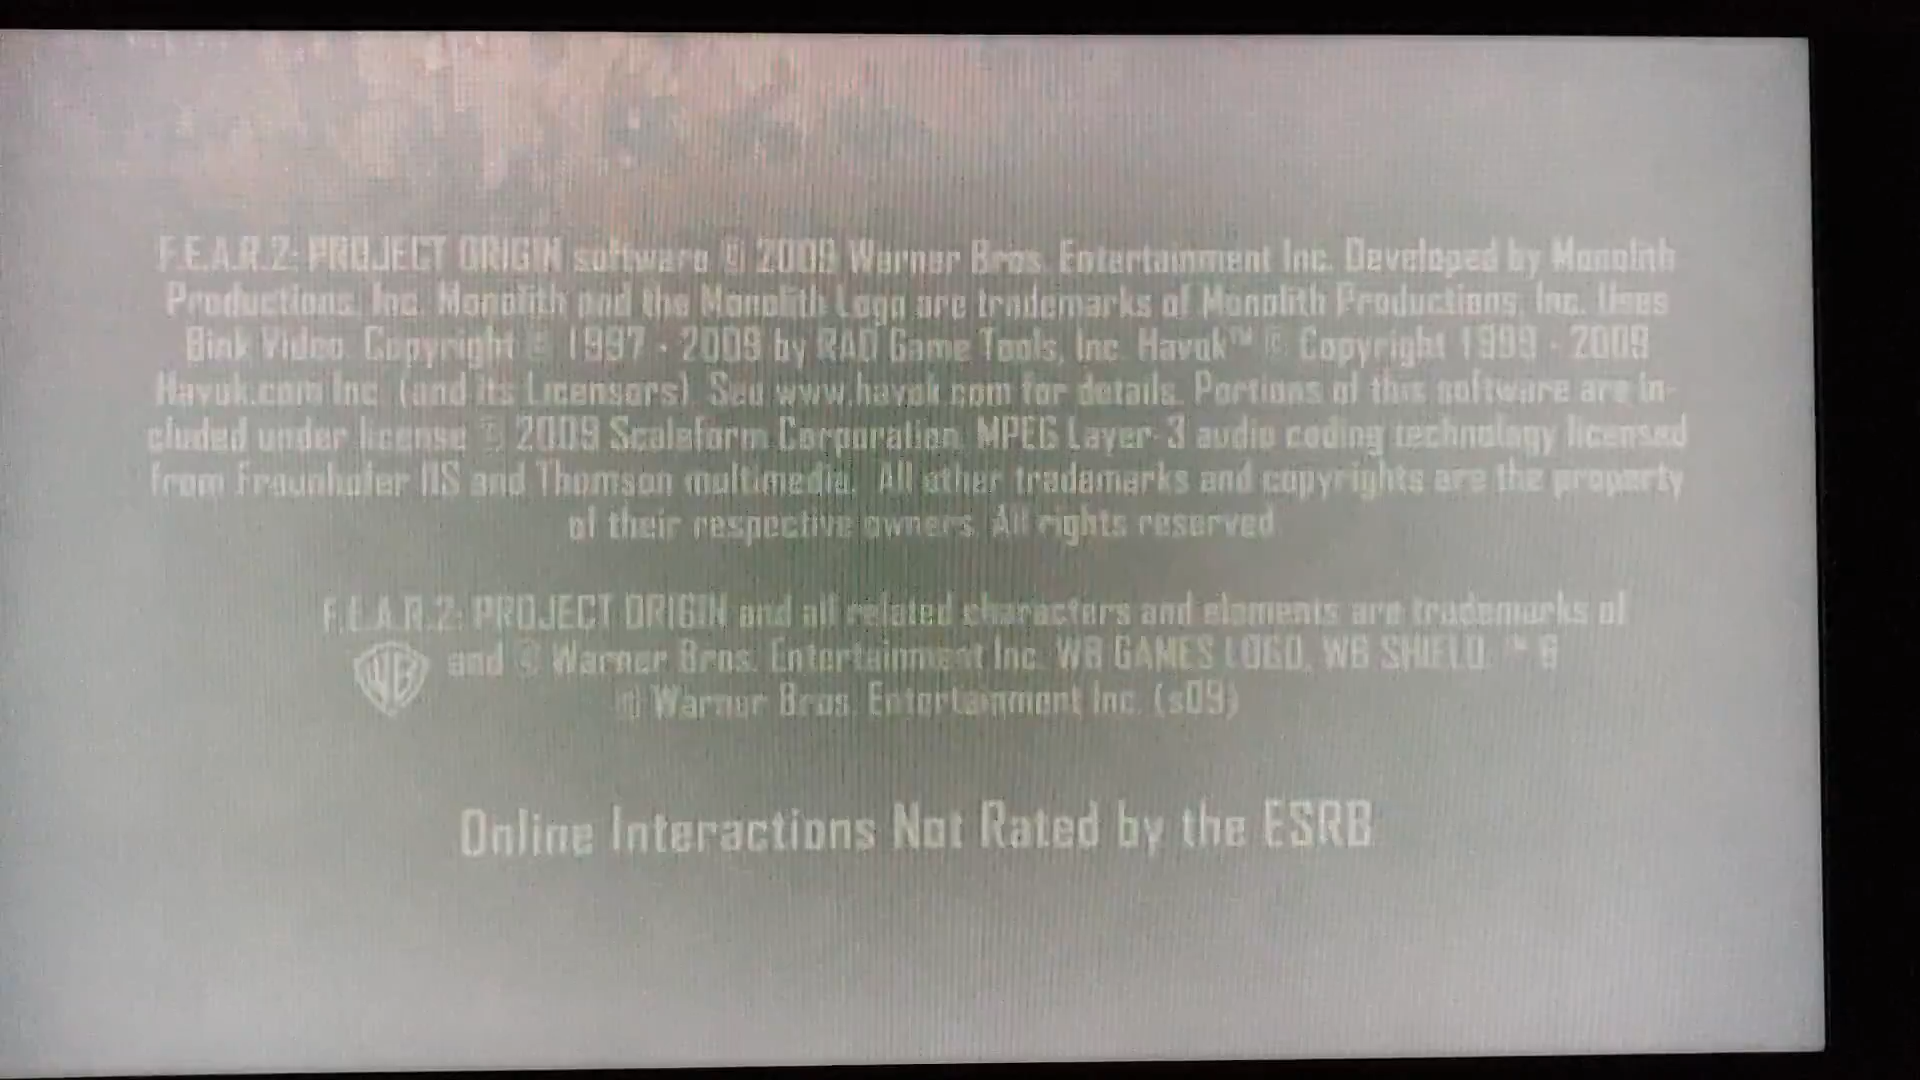 F.E.A.R.2: PROJECT ORIGIN software © 2009 Warner Bros. Entertainment Inc. Developed by Monolith
Productions, Inc. Monolith and the Monolith Logo are trademarks of Monolith Productions, Inc. Uses
Bink Video. Copyright © 1997 - 2009 by RAD Game Tools, Inc. Havok™ © Copyright 1999 - 2009
Havok.com Inc. (and its Licensors). See www.havok.com for details. Portions of this software are in-
cluded under license © 2009 Scaleform Corporation. MPEG Layer-3 audio coding technology licensed
from Fraunhofer IIS and Thomson multimedia. All other trademarks and copyrights are the property
of their respective owners. All rights reserved
F.E.A.R.2: PROJECT ORIGIN and all related characters and elements are trademarks of
WB and © Warner Bros. Entertainment Inc. WB GAMES LOGO, WB SHIELD: ™ &
© Warner Bros. Entertainment Inc. (s09)
Online Interactions Not Rated by the ESRB